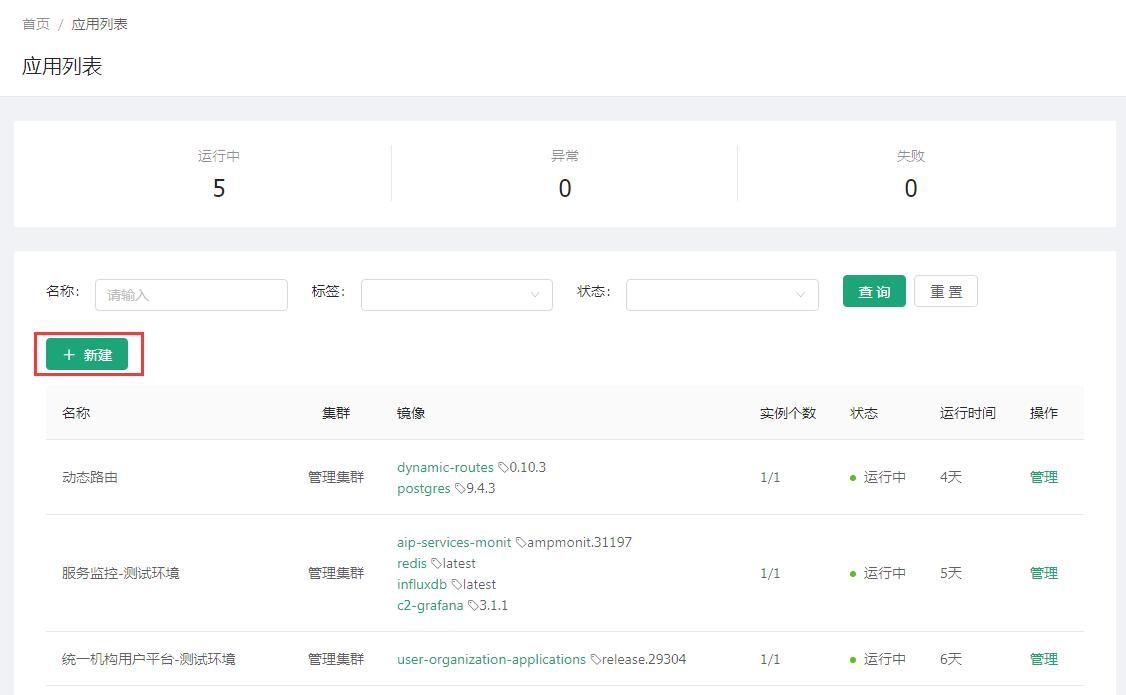 首页 / 应用列表
应用列表
运行中 异常 失败
5 0 0
名称： 请输入 标签： 状态： 查 询 重 置
+ 新建
名称 集群 镜像 实例个数 状态 运行时间 操作
动态路由 管理集群 dynamic-routes 0.10.3 1/1 运行中 4天 管理
postgres 9.4.3
服务监控-测试环境 管理集群 aip-services-monit ampmonit.31197 1/1 运行中 5天 管理
redis latest
influxdb latest
c2-grafana 3.1.1
统一机构用户平台-测试环境 管理集群 user-organization-applications release.29304 1/1 运行中 6天 管理